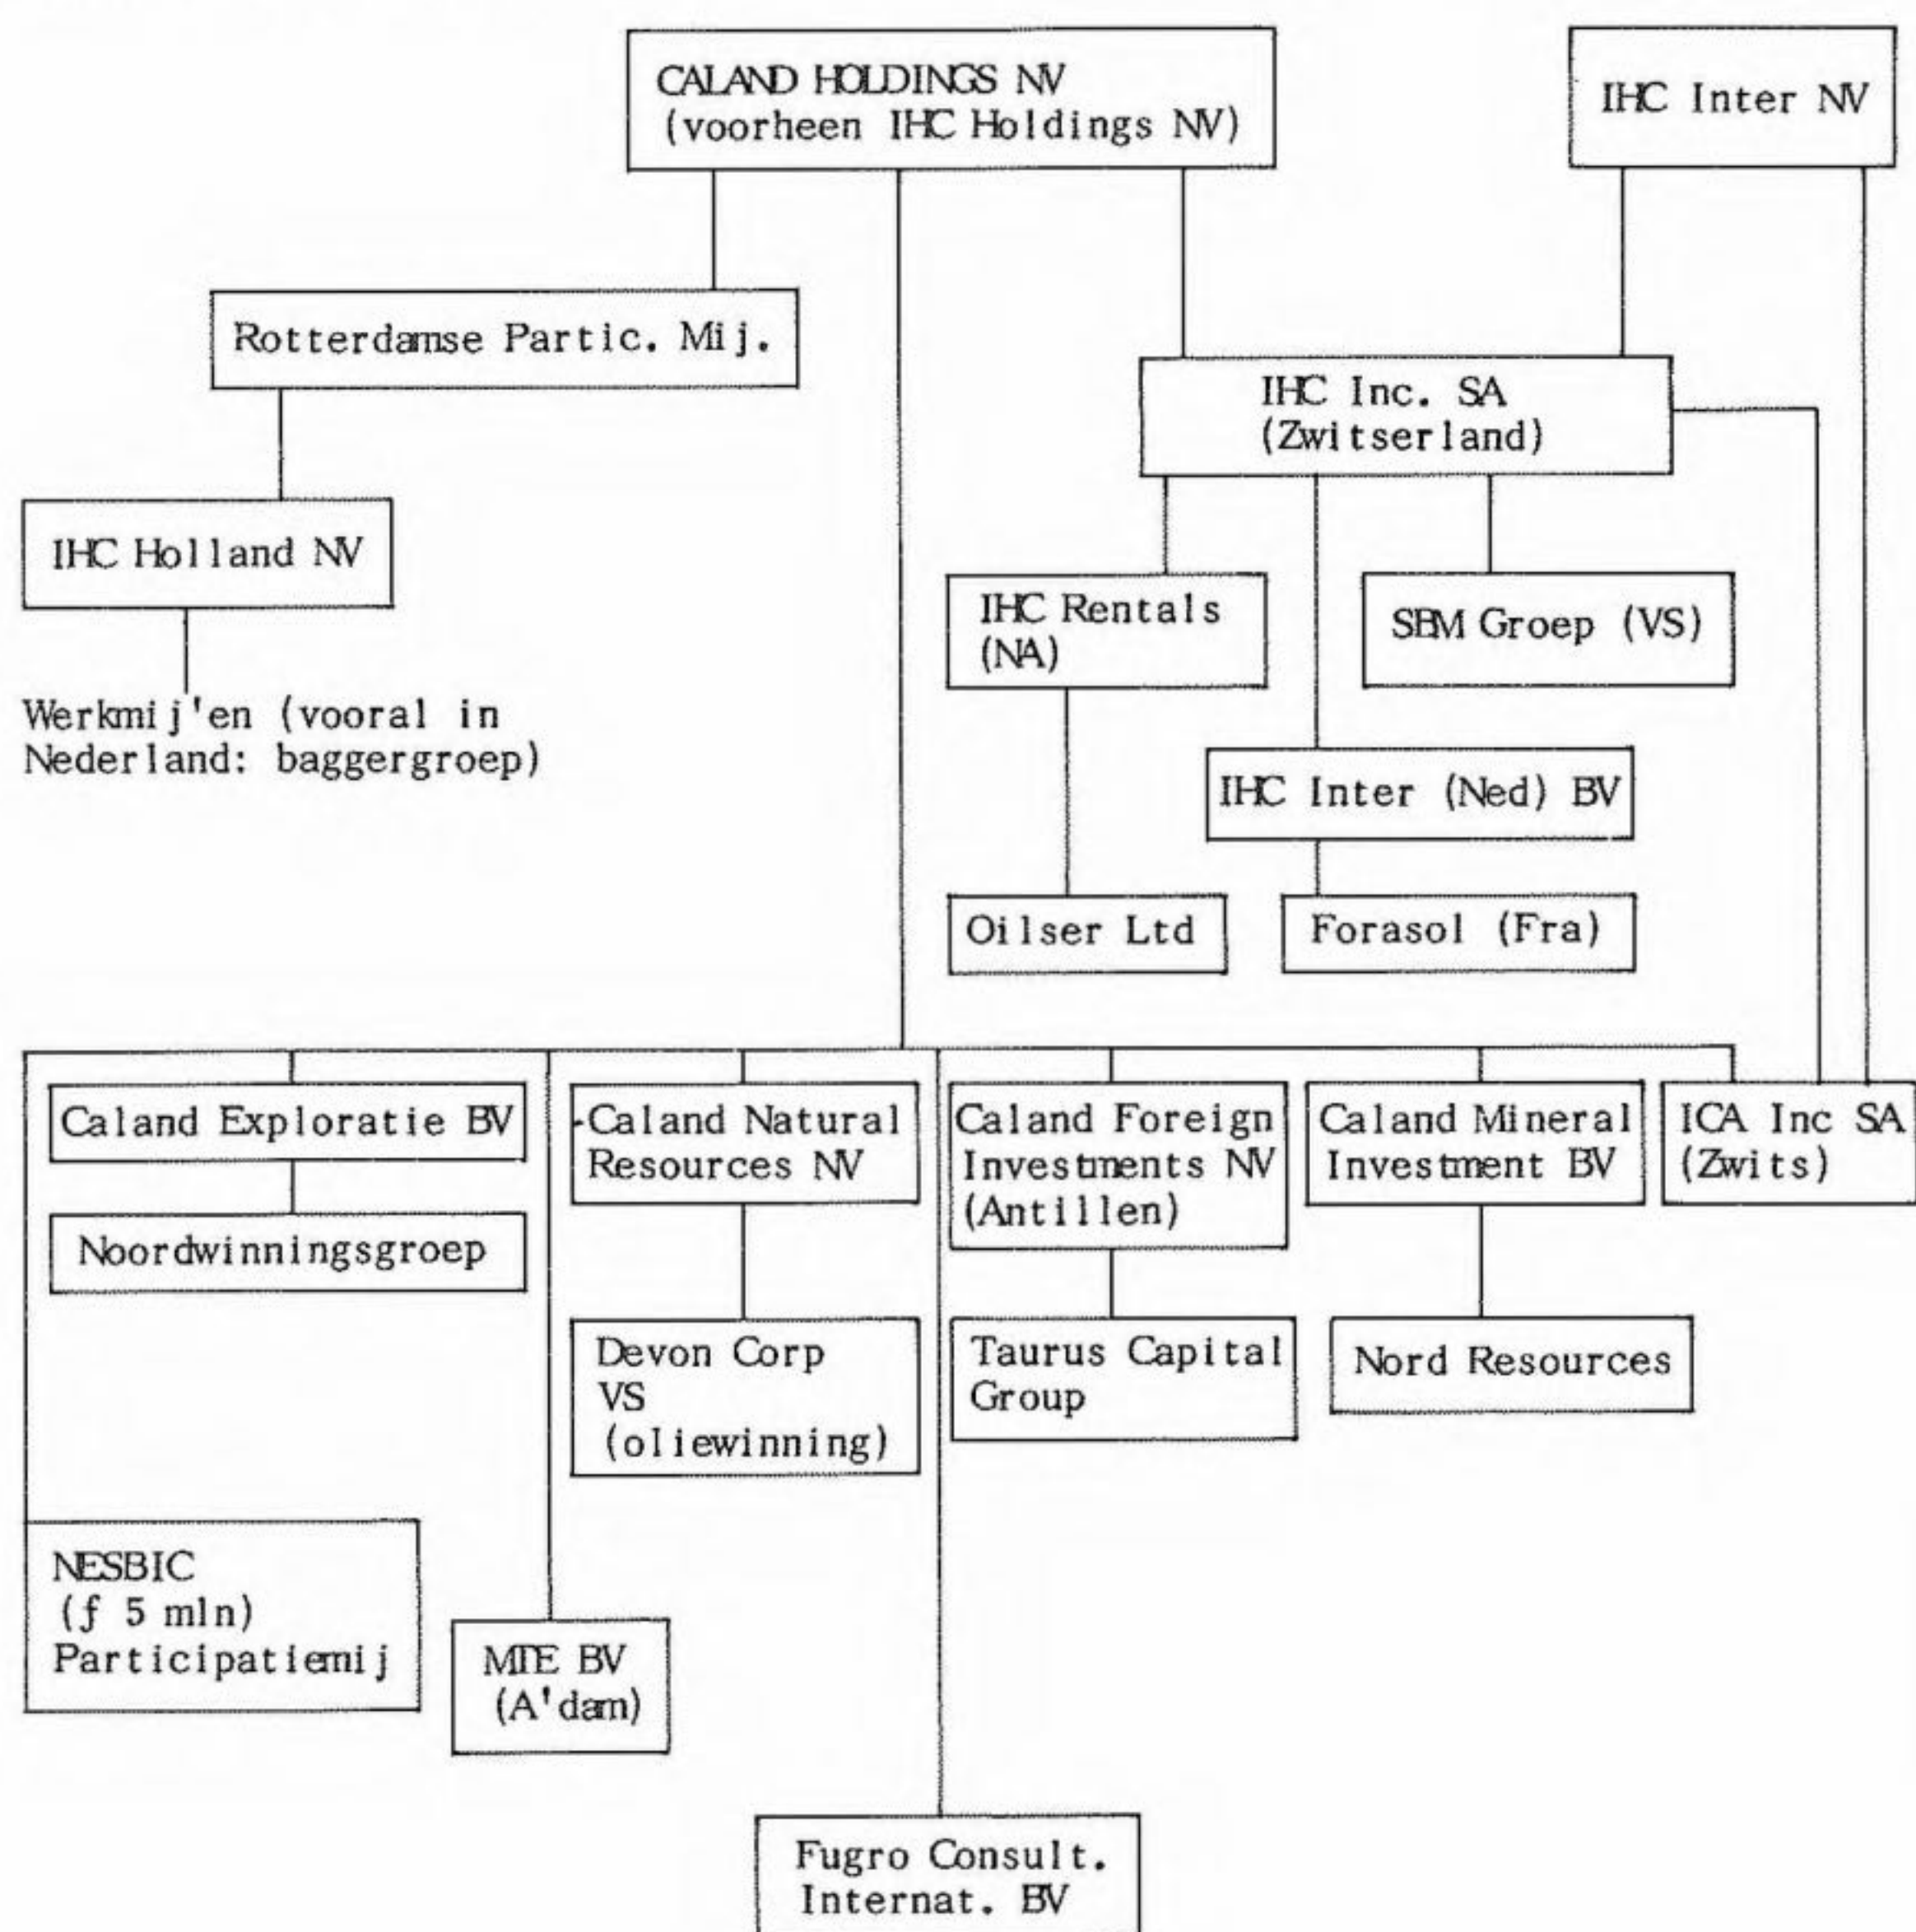 CALAND HOLDINGS NV
(voorheen IHC Holdings NV)
IHC Inter NV
Rotterdamse Partic. Mij.
IHC Inc. SA
(Zwitserland)
IHC Holland NV
IHC Rentals
(NA)
SBM Groep (VS)
Werkmij'en (vooral in
Nederland: baggergroep)
IHC Inter (Ned) BV
Oilser Ltd
Forasol (Fra)
Caland Exploratie BV
Caland Natural
Resources NV
Caland Foreign
Investments NV
(Antillen)
Caland Mineral
Investment BV
ICA Inc SA
(Zwits)
Noordwinningsgroep
Devon Corp
VS
(oliewinning)
Taurus Capital
Group
Nord Resources
NESBIC
(ƒ 5 mln)
Participatiemij
MTE BV
(A'dam)
Fugro Consult.
Internat. BV